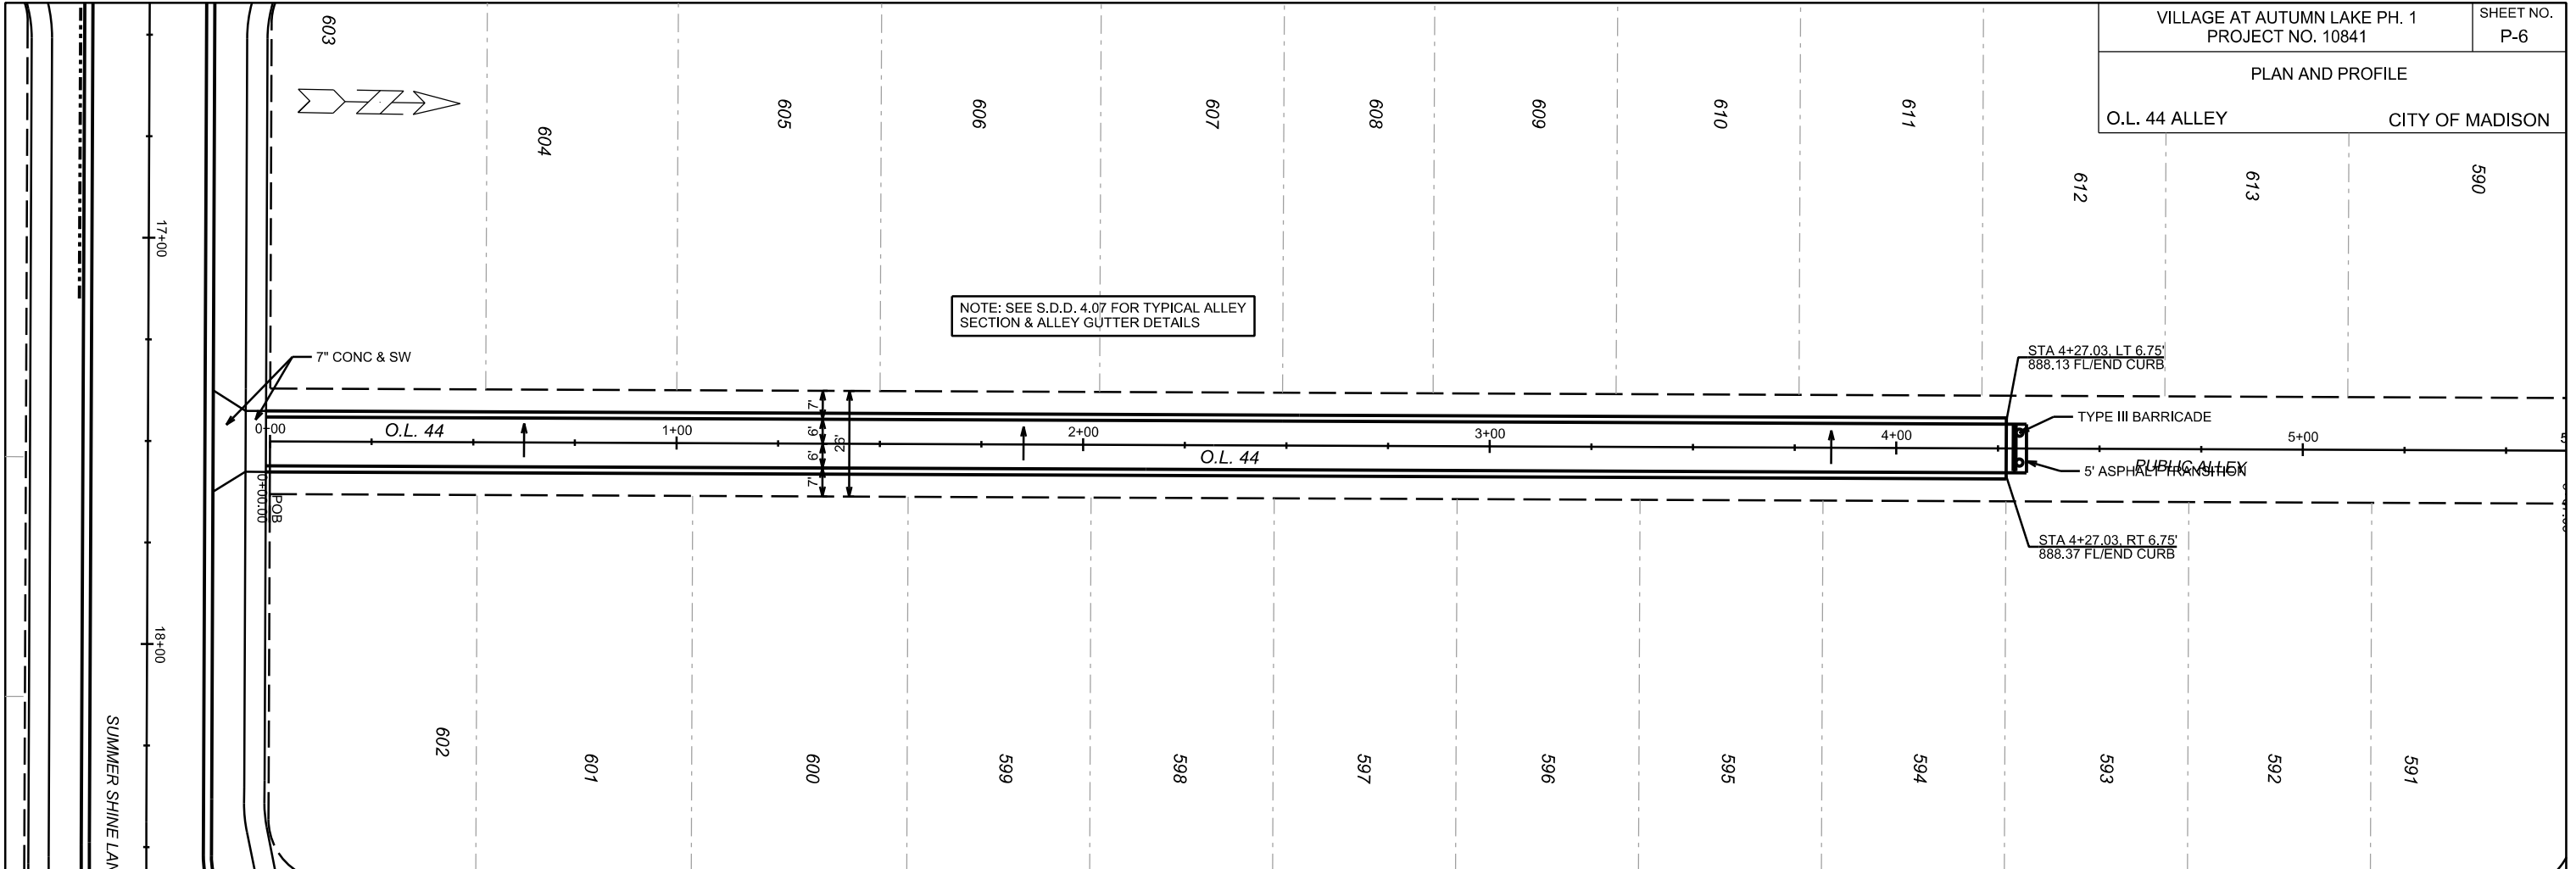 VILLAGE AT AUTUMN LAKE PH. 1
PROJECT NO. 10841
SHEET NO.
P-6
PLAN AND PROFILE
O.L. 44 ALLEY
CITY OF MADISON
603
604
605
606
607
608
609
610
611
612
613
590
17+00
NOTE: SEE S.D.D. 4.07 FOR TYPICAL ALLEY
SECTION & ALLEY GUTTER DETAILS
7" CONC & SW
STA 4+27.03, LT 6.75'
888.13 FL/END CURB
TYPE III BARRICADE
0+00
O.L. 44
1+00
7'
6'
6'
7'
26'
2+00
O.L. 44
3+00
4+00
5+00
PUBLIC ALLEY
5' ASPHALT TRANSITION
0+00.00
POB
STA 4+27.03, RT 6.75'
888.37 FL/END CURB
18+00
SUMMER SHINE LAN
602
601
600
599
598
597
596
595
594
593
592
591